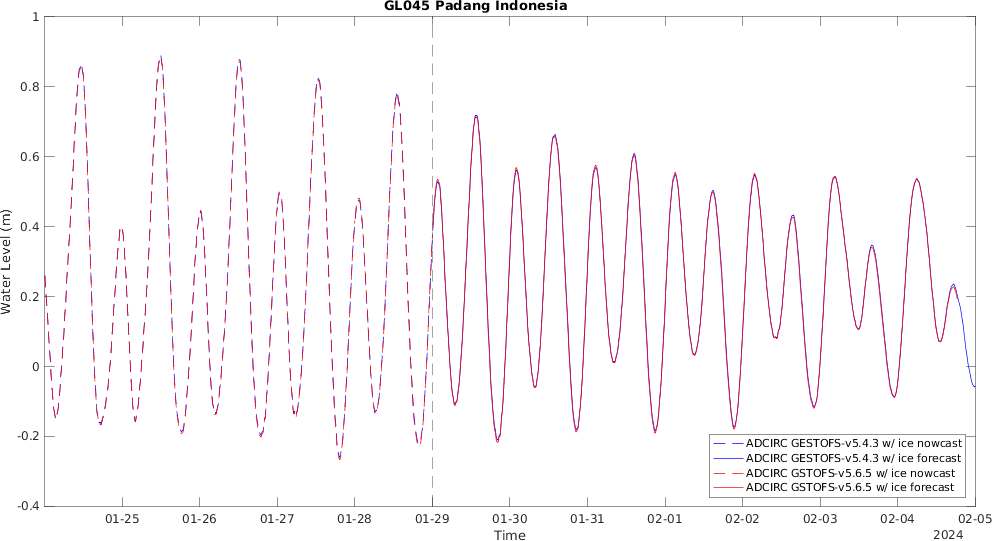 GL045 Padang Indonesia
1
0.8
0.6
0.4
0.2
0
-0.2
-0.4
Water Level (m)
01-25 01-26 01-27 01-28 01-29 01-30 01-31 02-01 02-02 02-03 02-04 02-05
Time
2024
ADCIRC GESTOFS-v5.4.3 w/ ice nowcast
ADCIRC GESTOFS-v5.4.3 w/ ice forecast
ADCIRC GSTOFS-v5.6.5 w/ ice nowcast
ADCIRC GSTOFS-v5.6.5 w/ ice forecast